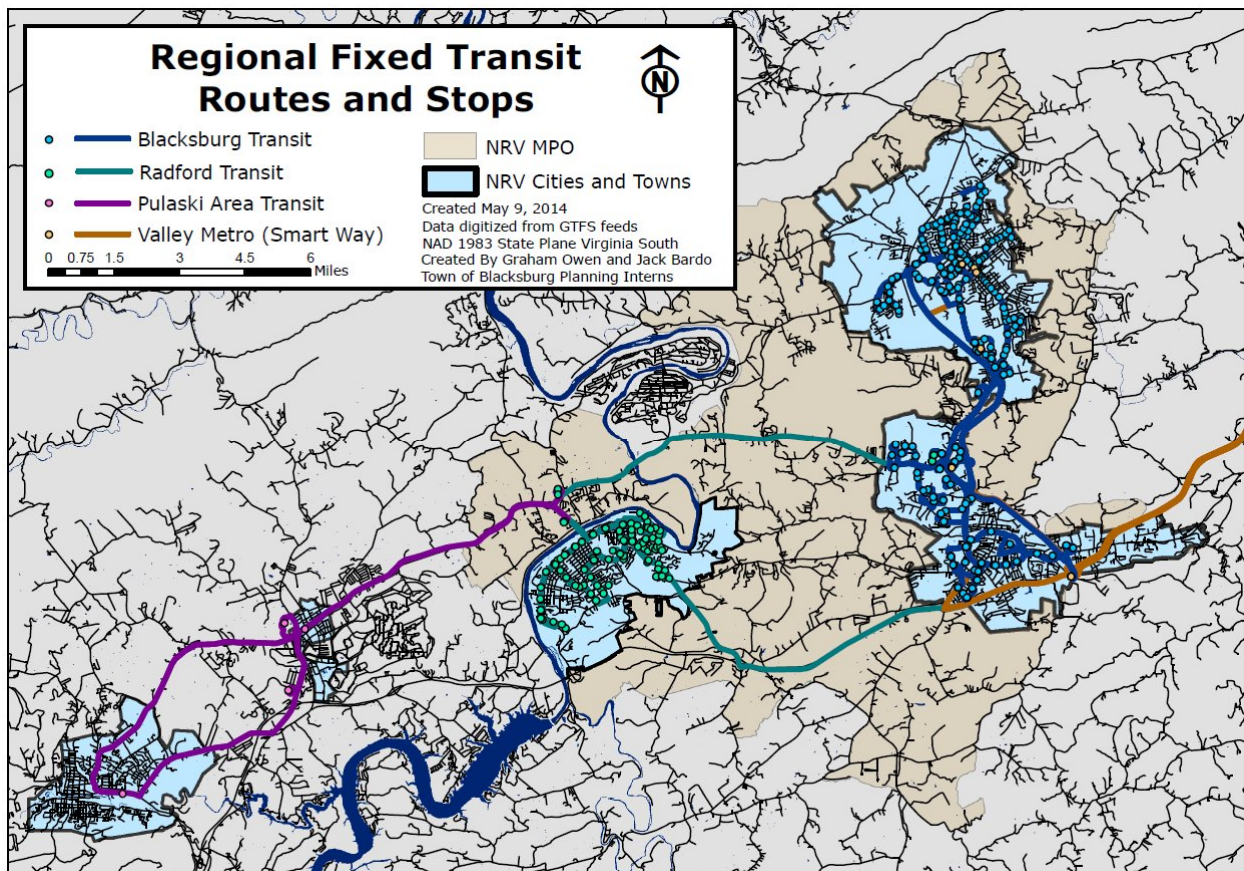 Regional Fixed Transit
Routes and Stops
N
Blacksburg Transit
Radford Transit
Pulaski Area Transit
Valley Metro (Smart Way)
0 0.75 1.5 3 4.5 6
Miles
NRV MPO
NRV Cities and Towns
Created May 9, 2014
Data digitized from GTFS feeds
NAD 1983 State Plane Virginia South
Created By Graham Owen and Jack Bardo
Town of Blacksburg Planning Interns